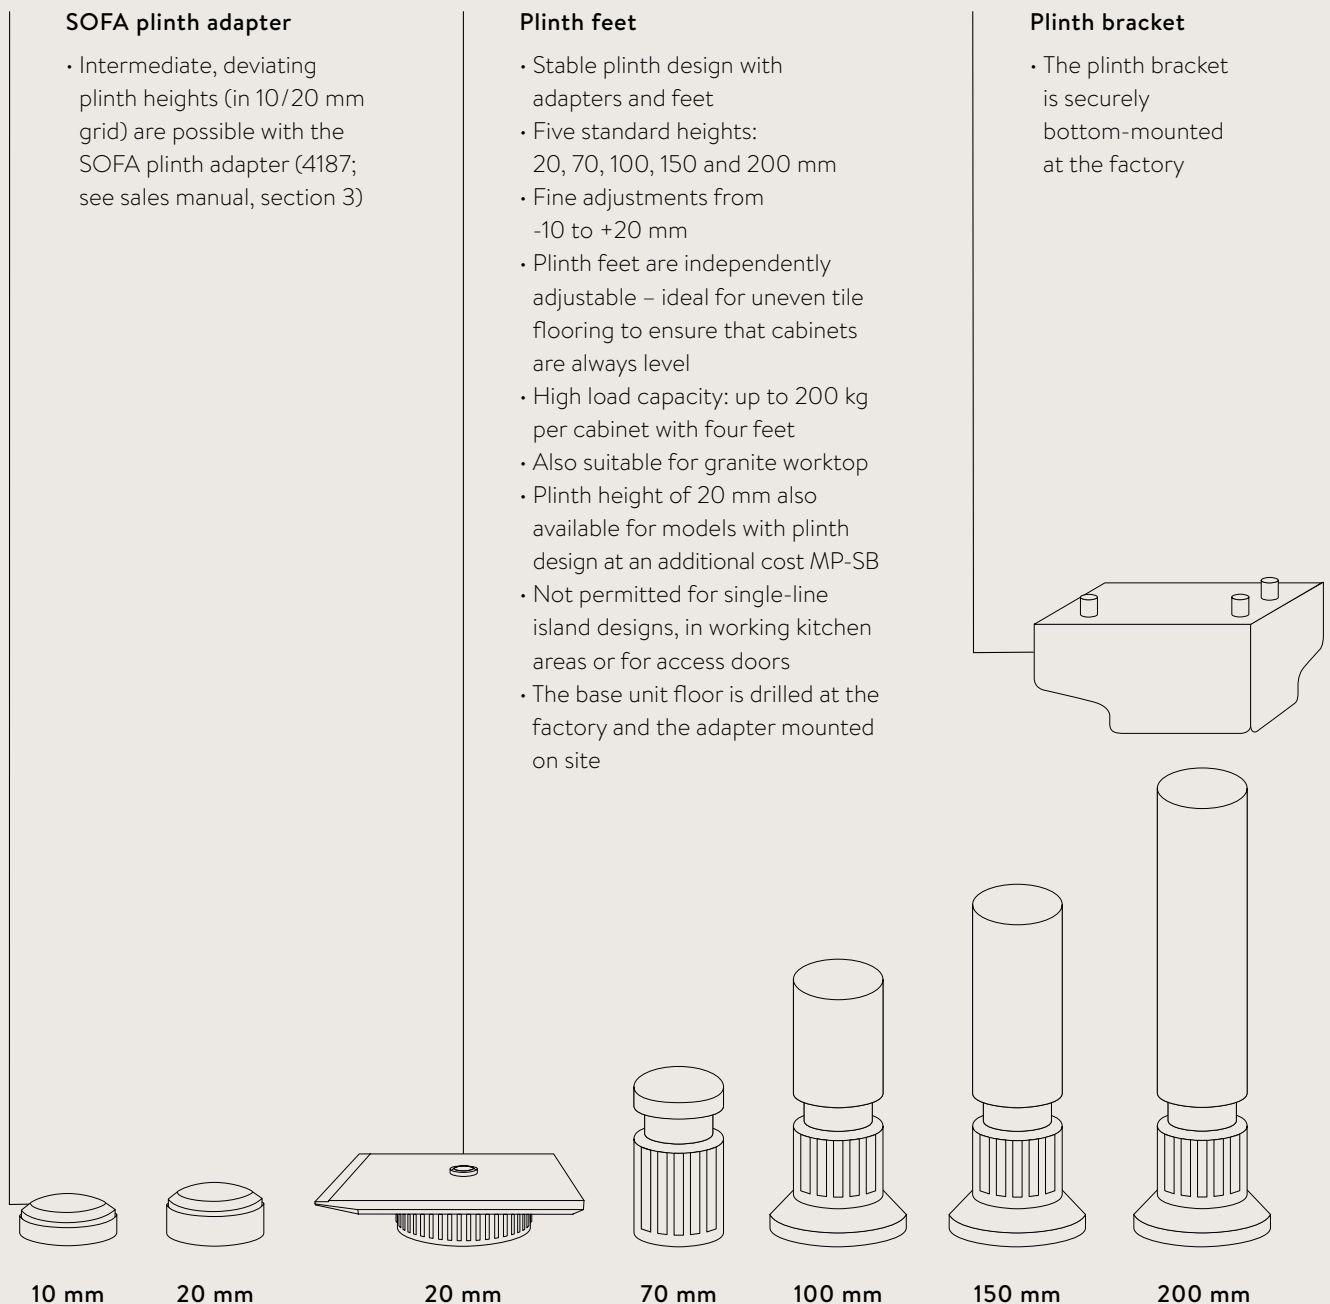 SOFA plinth adapter
• Intermediate, deviating
plinth heights (in 10/20 mm
grid) are possible with the
SOFA plinth adapter (4187;
see sales manual, section 3)
Plinth feet
• Stable plinth design with
adapters and feet
• Five standard heights:
20, 70, 100, 150 and 200 mm
• Fine adjustments from
-10 to +20 mm
• Plinth feet are independently
adjustable – ideal for uneven tile
flooring to ensure that cabinets
are always level
• High load capacity: up to 200 kg
per cabinet with four feet
• Also suitable for granite worktop
• Plinth height of 20 mm also
available for models with plinth
design at an additional cost MP-SB
• Not permitted for single-line
island designs, in working kitchen
areas or for access doors
• The base unit floor is drilled at the
factory and the adapter mounted
on site
Plinth bracket
• The plinth bracket
is securely
bottom-mounted
at the factory
10 mm
20 mm
20 mm
70 mm
100 mm
150 mm
200 mm